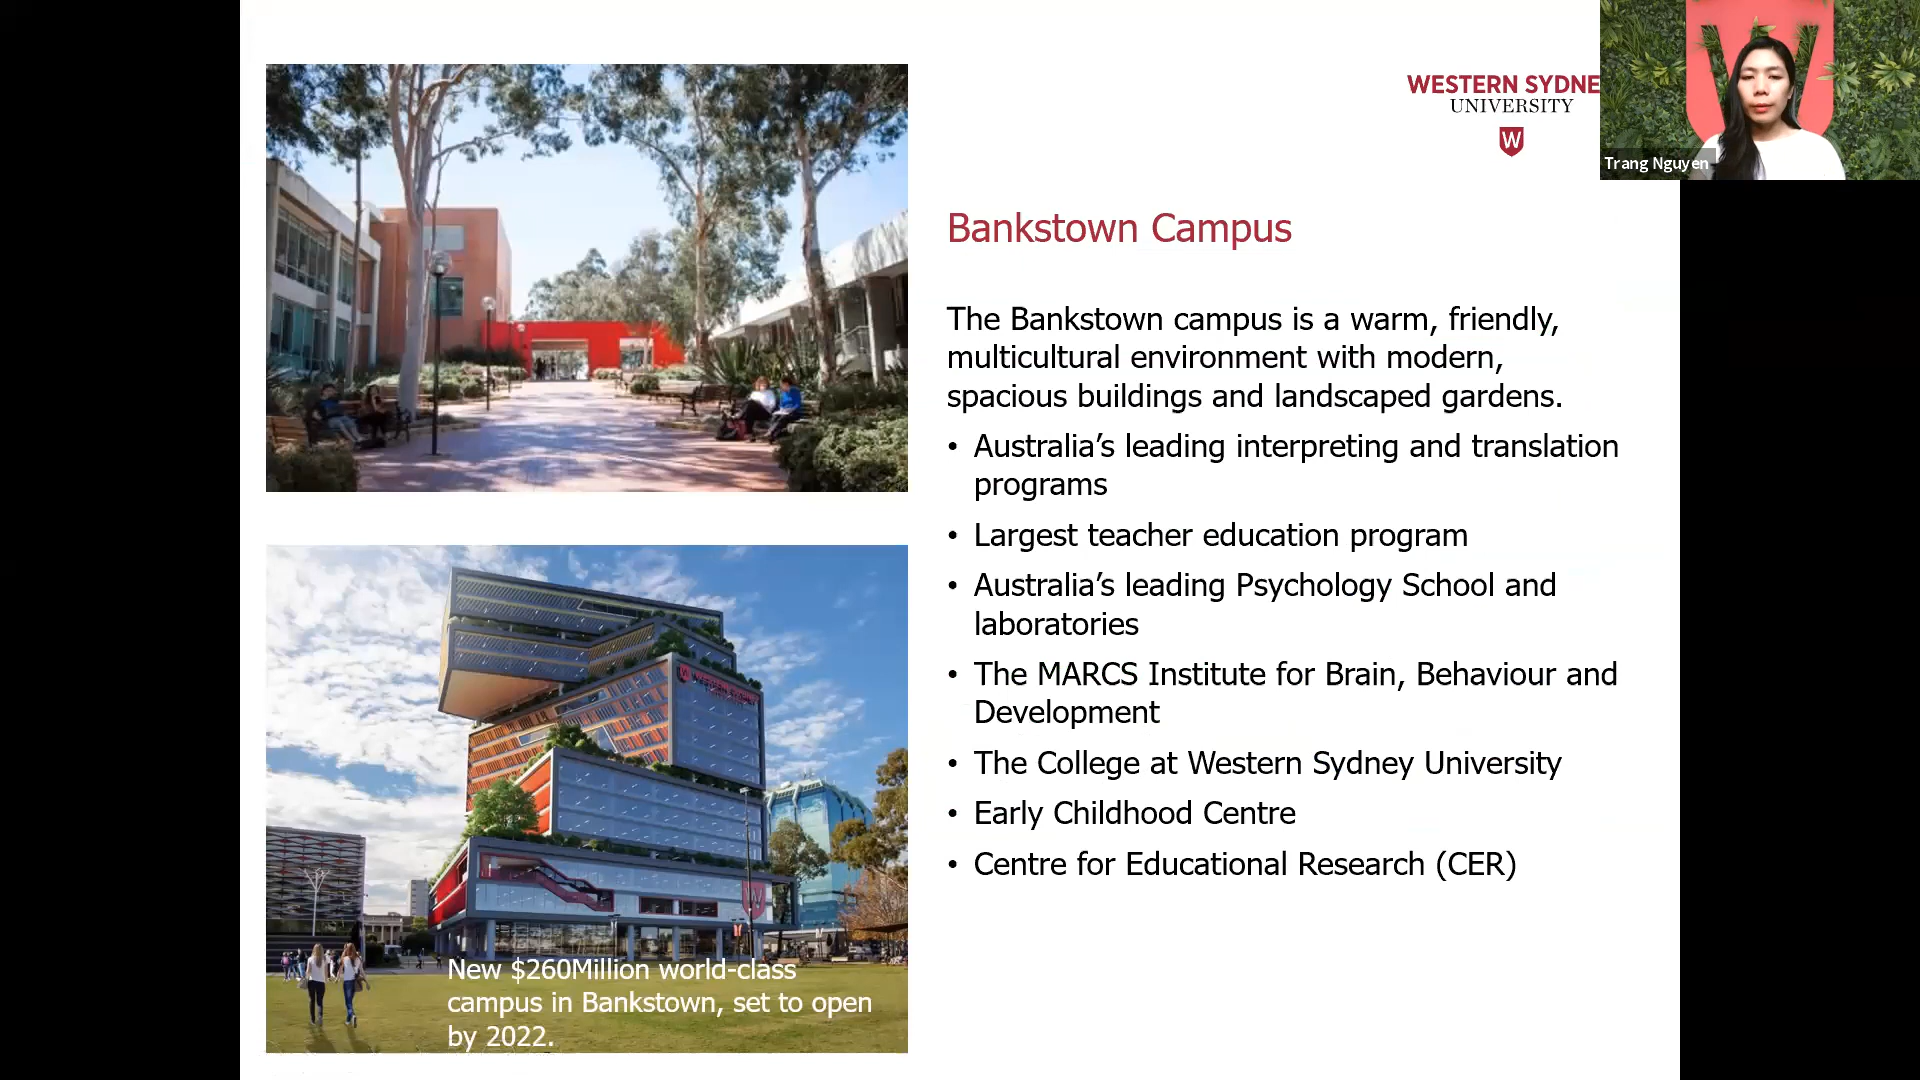 WESTERN SYDNE
UNIVERSITY
W
Trang Nguyen
Bankstown Campus
The Bankstown campus is a warm, friendly,
multicultural environment with modern,
spacious buildings and landscaped gardens.
• Australia’s leading interpreting and translation
programs
• Largest teacher education program
• Australia’s leading Psychology School and
laboratories
• The MARCS Institute for Brain, Behaviour and
Development
• The College at Western Sydney University
• Early Childhood Centre
• Centre for Educational Research (CER)
WESTERN SYDNEY
W
New $260Million world-class
campus in Bankstown, set to open
by 2022.